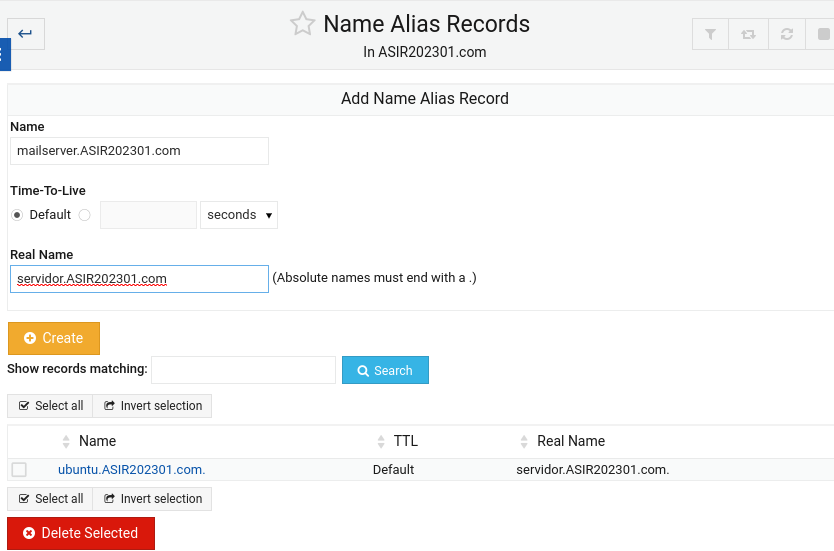 Name Alias Records
In ASIR202301.com
Add Name Alias Record
Name
mailserver.ASIR202301.com
Time-To-Live
Default seconds
Real Name
servidor.ASIR202301.com (Absolute names must end with a .)
Create
Show records matching: Search
Select all Invert selection
Name TTL Real Name
ubuntu.ASIR202301.com. Default servidor.ASIR202301.com.
Select all Invert selection
Delete Selected